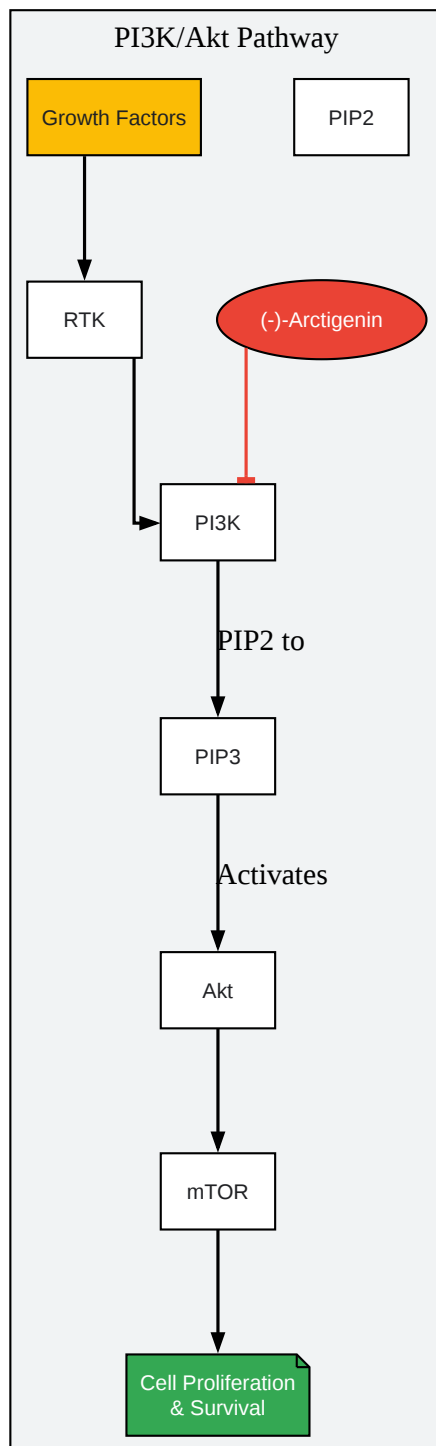 PI3K/Akt Pathway
Growth Factors
PIP2
RTK
(-)-Arctigenin
PI3K
PIP2 to
PIP3
Activates
Akt
mTOR
Cell Proliferation
& Survival